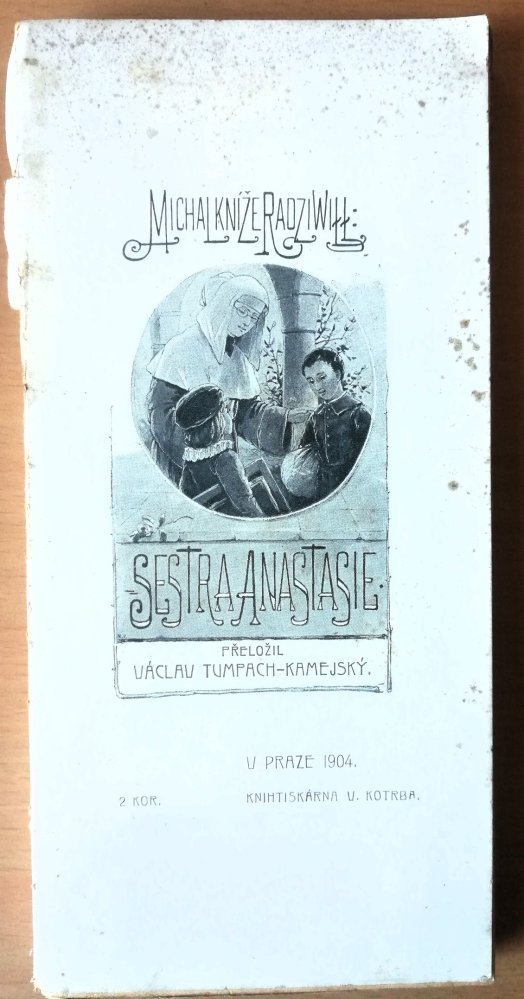 MICHAL KNÍŽE RADZIWIŁŁ:
SESTRA ANASTASIE.
PŘELOŽIL
VÁCLAV TUMPACH-KAMEJSKÝ.
V PRAZE 1904.
2 KOR. KNIHTISKÁRNA V. KOTRBA.